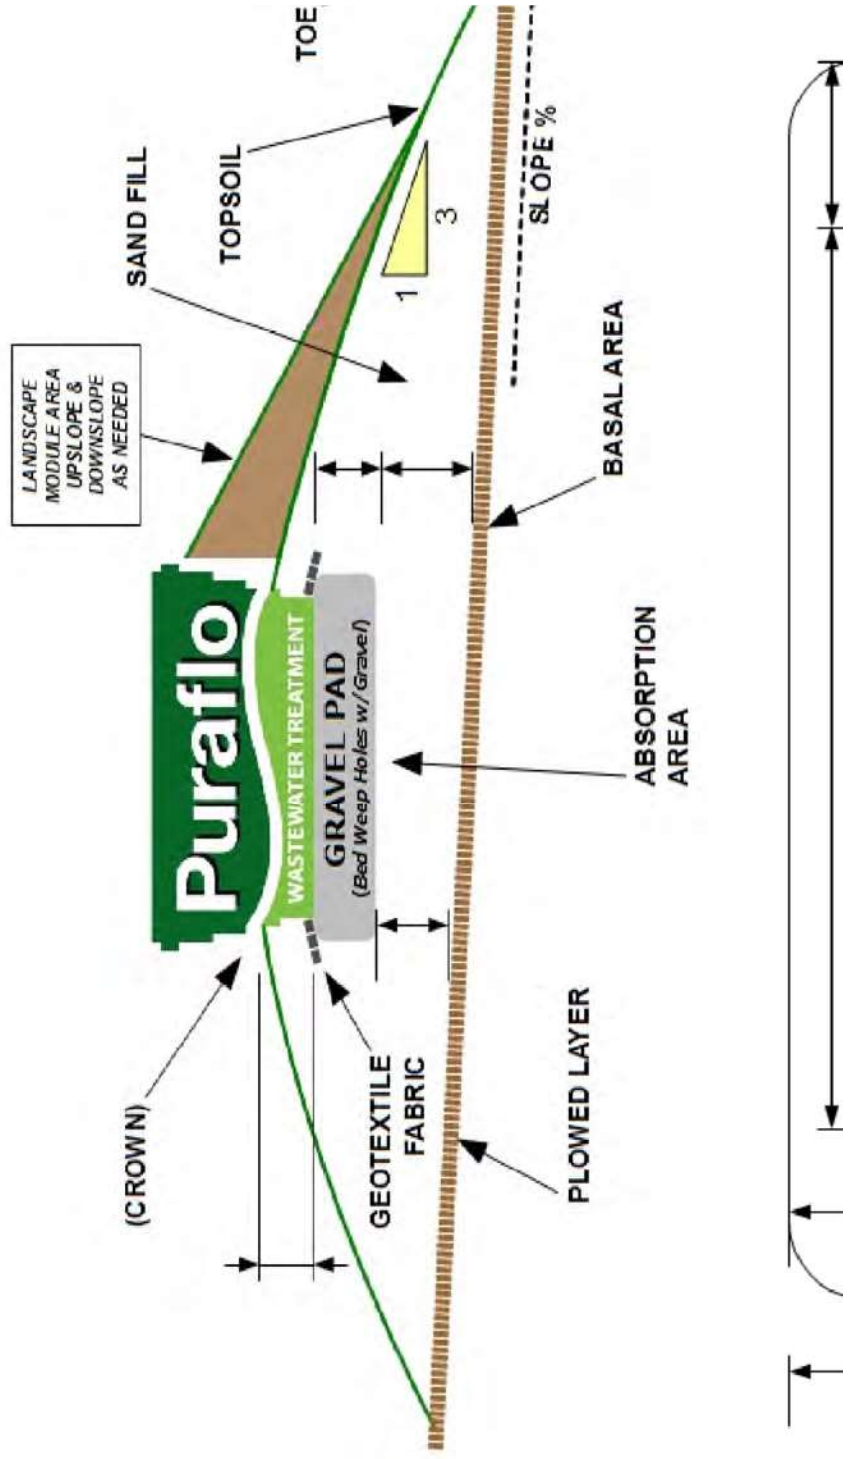 TOE
SAND FILL
TOPSOIL
LANDSCAPE
MODULE AREA
UPSLOPE &
DOWNSLOPE
AS NEEDED
1
3
SLOPE %
BASAL AREA
Puraflo
WASTEWATER TREATMENT
GRAVEL PAD
(Bed Weep Holes w/Gravel)
ABSORPTION
AREA
(CROWN)
GEOTEXTILE
FABRIC
PLOWED LAYER